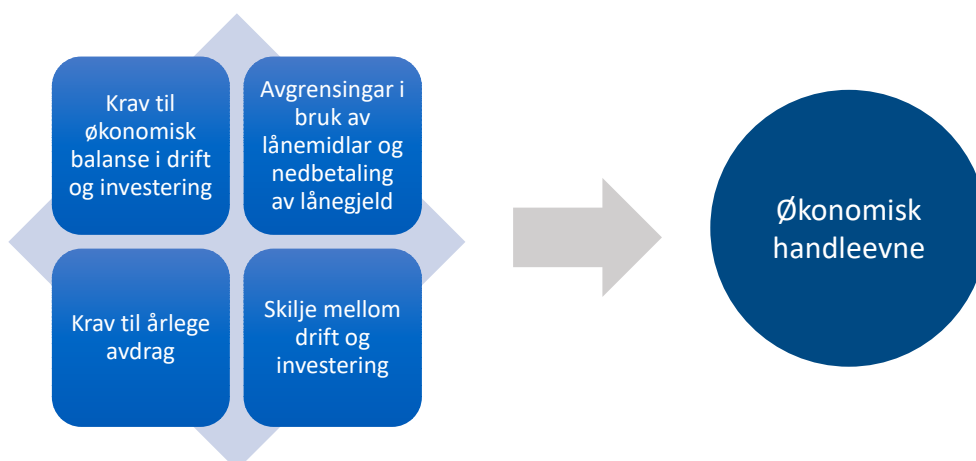 Krav til
økonomisk
balanse i drift
og investering
Avgrensingar i
bruk av
lånemidlar og
nedbetaling
av lånegjeld
Krav til årlege
avdrag
Skilje mellom
drift og
investering
Økonomisk
handleevne